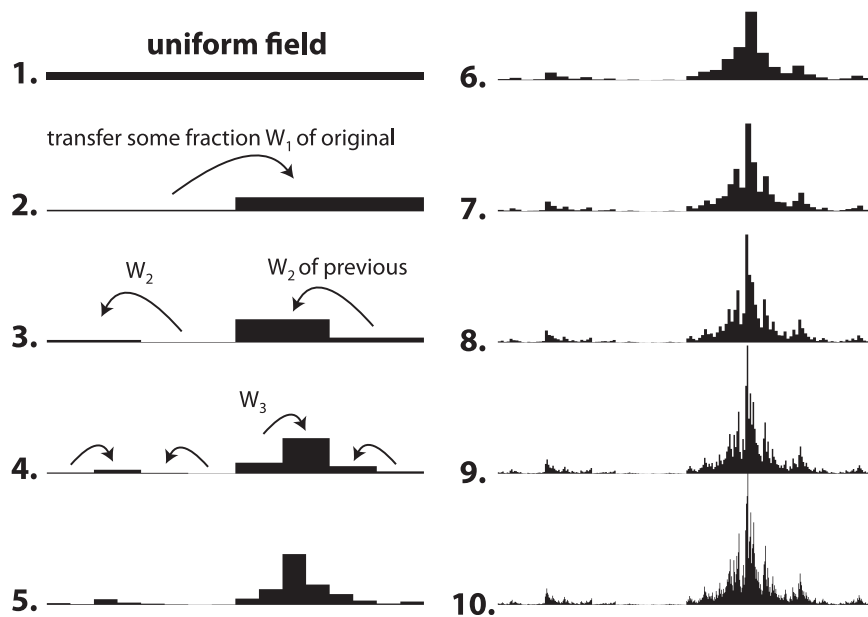 uniform field
1.
transfer some fraction W₁ of original
2.
W₂
W₂ of previous
3.
W₃
4.
5.
6.
7.
8.
9.
10.